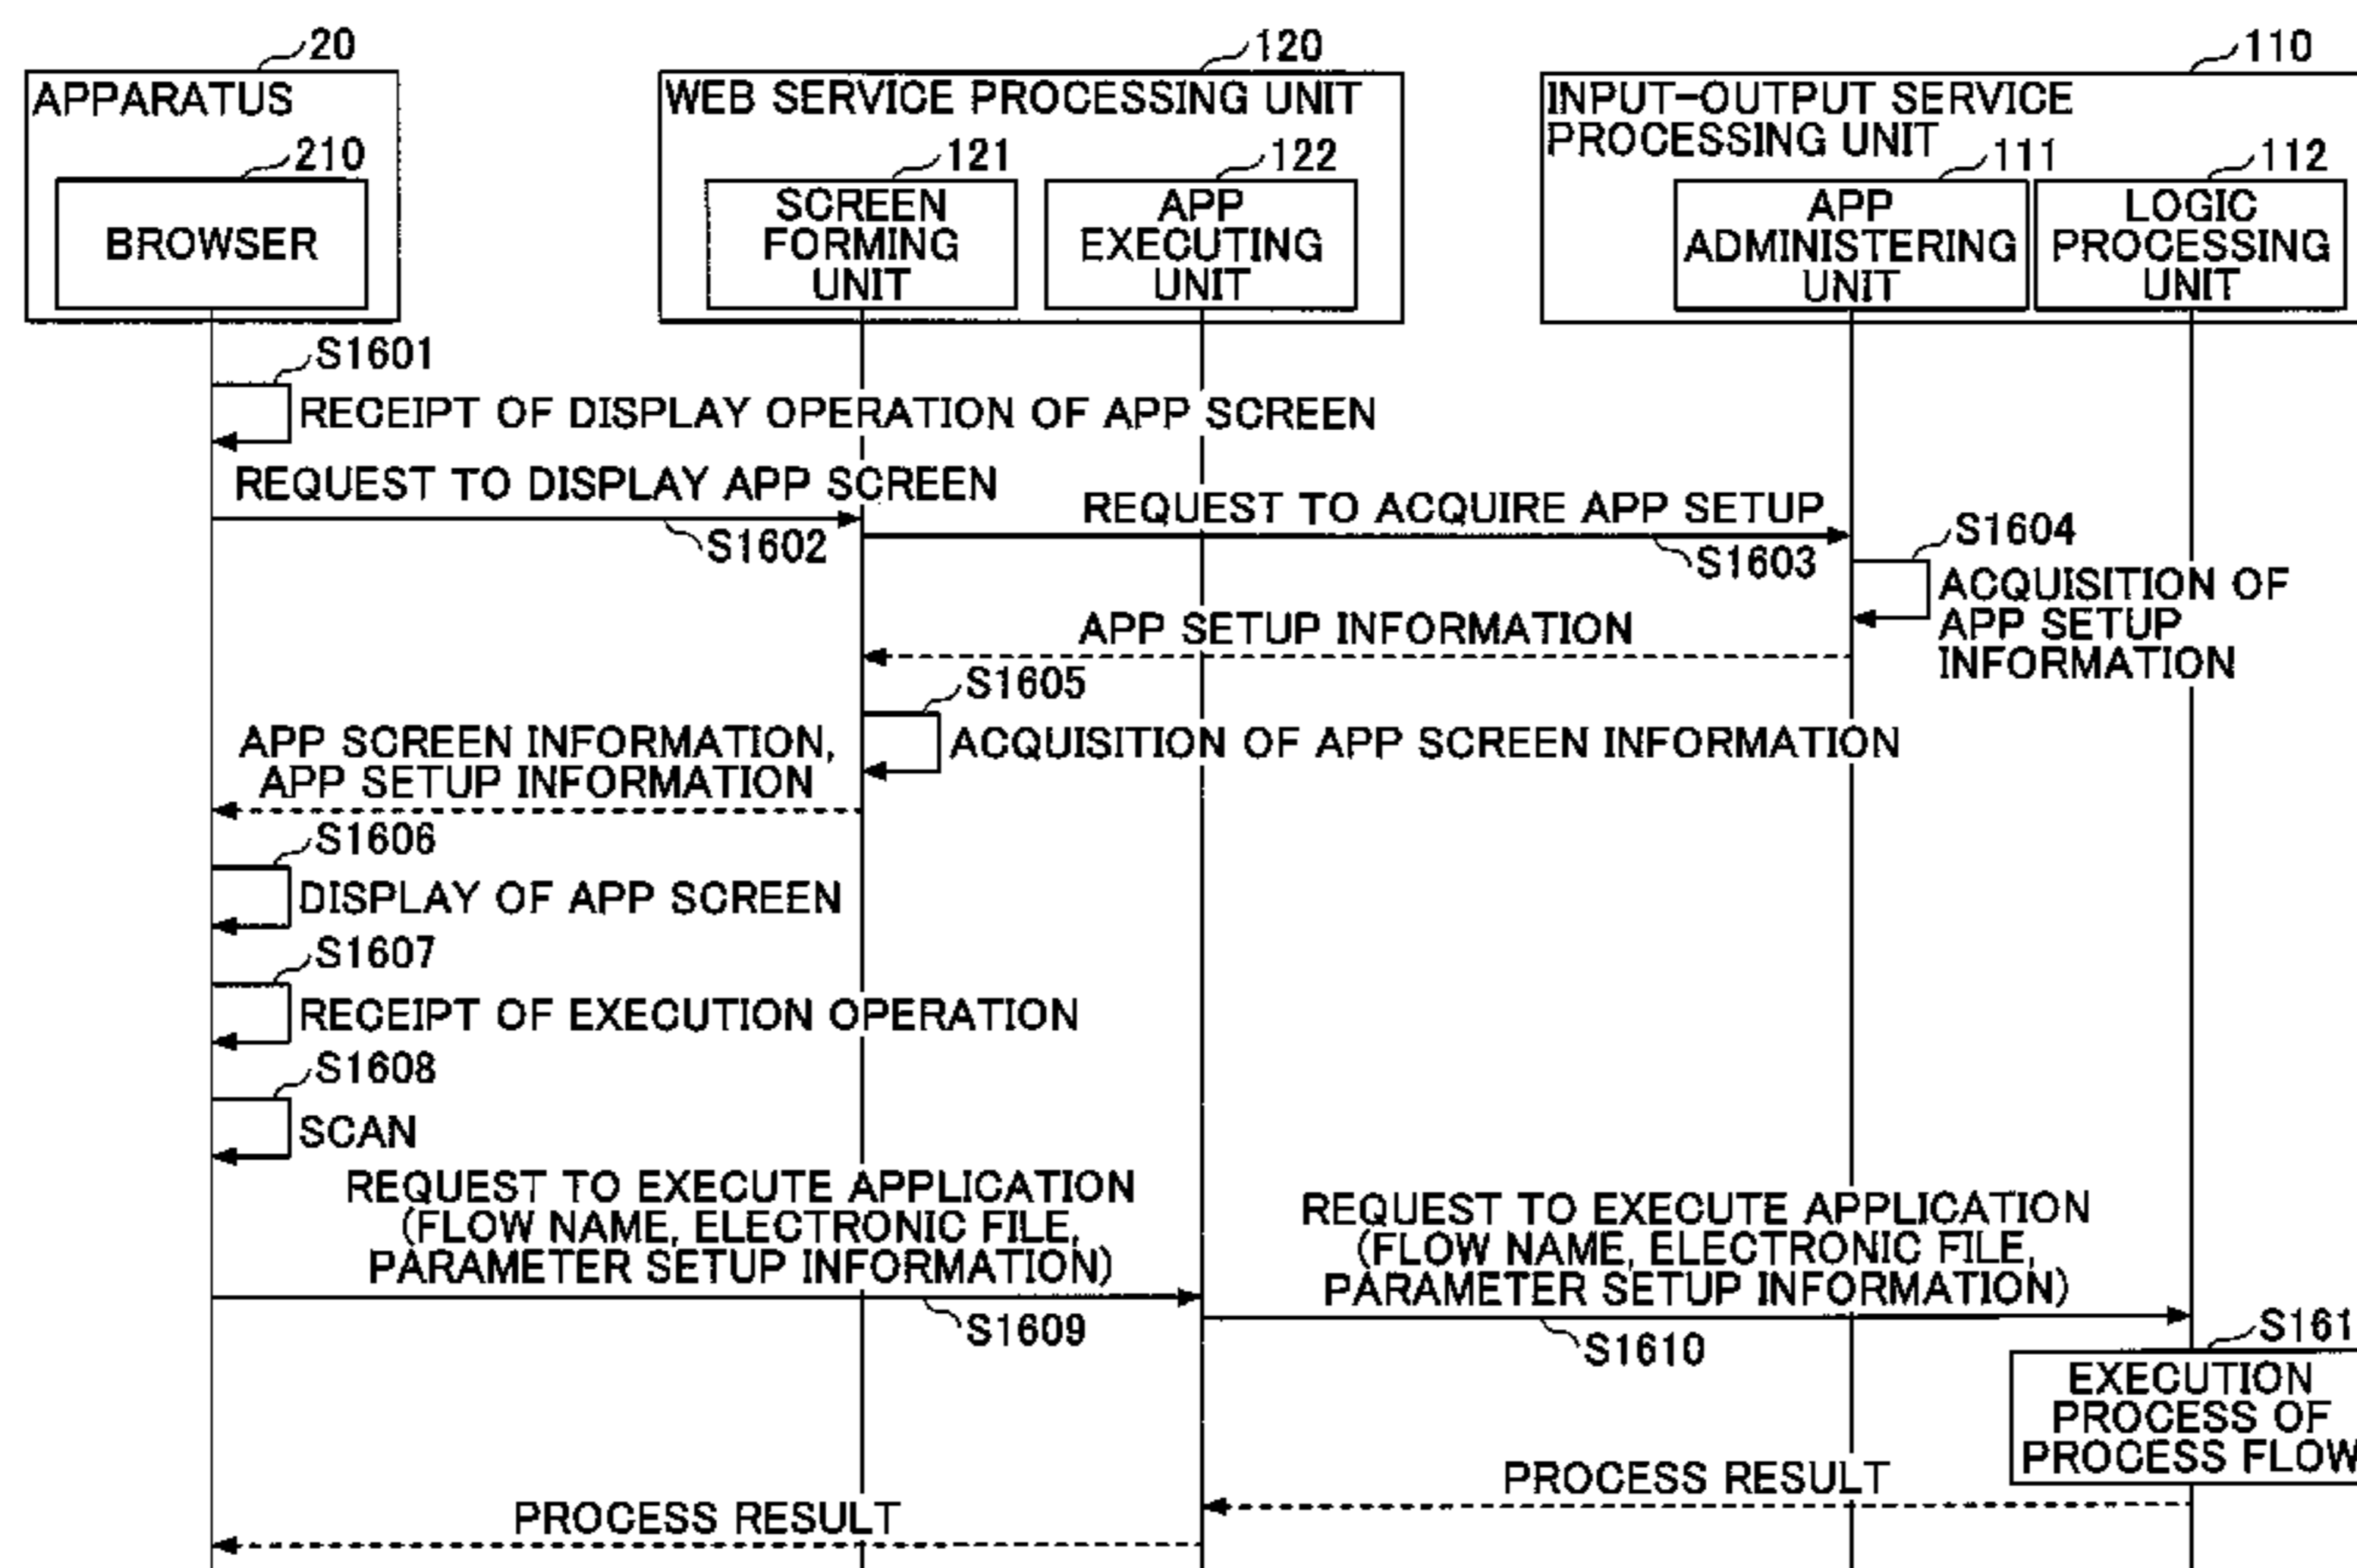 20
120
110
APPARATUS
WEB SERVICE PROCESSING UNIT
INPUT-OUTPUT SERVICE
PROCESSING UNIT
210
121
122
111
112
BROWSER
SCREEN
FORMING
UNIT
APP
EXECUTING
UNIT
APP
ADMINISTERING
UNIT
LOGIC
PROCESSING
UNIT
S1601
RECEIPT OF DISPLAY OPERATION OF APP SCREEN
REQUEST TO DISPLAY APP SCREEN
S1602
REQUEST TO ACQUIRE APP SETUP
S1603
S1604
ACQUISITION OF
APP SETUP
INFORMATION
APP SETUP INFORMATION
S1605
ACQUISITION OF APP SCREEN INFORMATION
APP SCREEN INFORMATION,
APP SETUP INFORMATION
S1606
DISPLAY OF APP SCREEN
S1607
RECEIPT OF EXECUTION OPERATION
S1608
SCAN
REQUEST TO EXECUTE APPLICATION
(FLOW NAME, ELECTRONIC FILE,
PARAMETER SETUP INFORMATION)
S1609
REQUEST TO EXECUTE APPLICATION
(FLOW NAME, ELECTRONIC FILE,
PARAMETER SETUP INFORMATION)
S1610
S161
EXECUTION
PROCESS OF
PROCESS FLOW
PROCESS RESULT
PROCESS RESULT